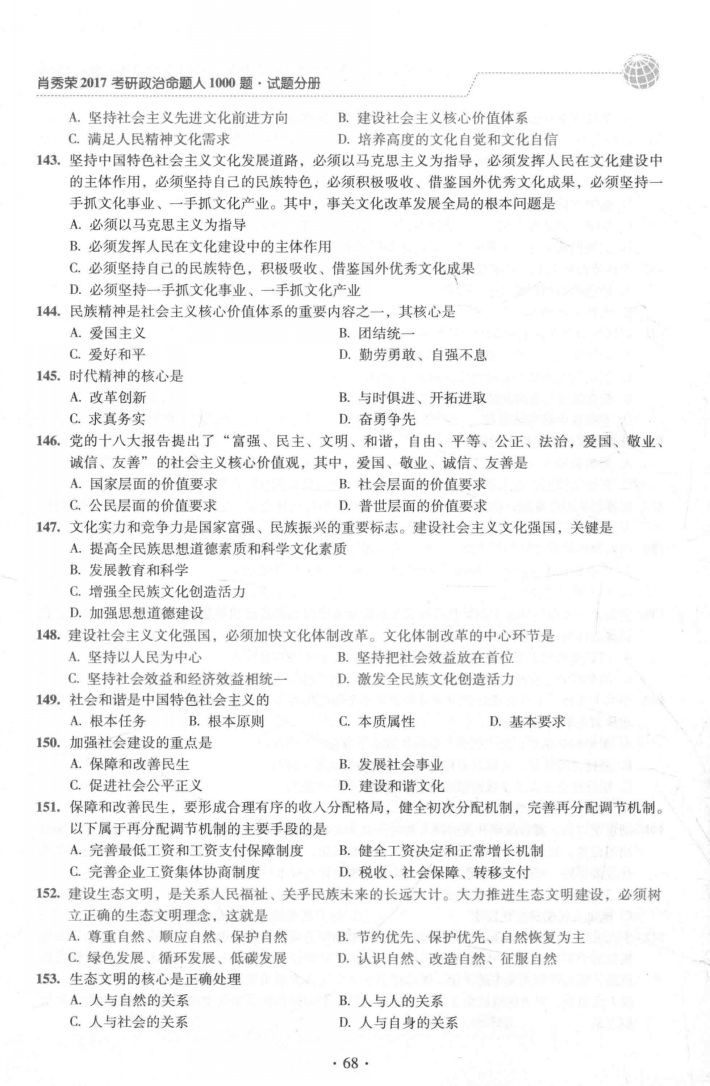 肖秀荣2017考研政治命题人1000题·试题分册
A. 坚持社会主义先进文化前进方向 B. 建设社会主义核心价值体系
C. 满足人民精神文化需求 D. 培养高度的文化自觉和文化自信
143. 坚持中国特色社会主义文化发展道路，必须以马克思主义为指导，必须发挥人民在文化建设中
的主体作用，必须坚持自己的民族特色，必须积极吸收、借鉴国外优秀文化成果，必须坚持一
手抓文化事业、一手抓文化产业。其中，事关文化改革发展全局的根本问题是
A. 必须以马克思主义为指导
B. 必须发挥人民在文化建设中的主体作用
C. 必须坚持自己的民族特色，积极吸收、借鉴国外优秀文化成果
D. 必须坚持一手抓文化事业、一手抓文化产业
144. 民族精神是社会主义核心价值体系的重要内容之一，其核心是
A. 爱国主义 B. 团结统一
C. 爱好和平 D. 勤劳勇敢、自强不息
145. 时代精神的核心是
A. 改革创新 B. 与时俱进、开拓进取
C. 求真务实 D. 奋勇争先
146. 党的十八大报告提出了“富强、民主、文明、和谐，自由、平等、公正、法治，爱国、敬业、
诚信、友善”的社会主义核心价值观，其中，爱国、敬业、诚信、友善是
A. 国家层面的价值要求 B. 社会层面的价值要求
C. 公民层面的价值要求 D. 普世层面的价值要求
147. 文化实力和竞争力是国家富强、民族振兴的重要标志。建设社会主义文化强国，关键是
A. 提高全民族思想道德素质和科学文化素质
B. 发展教育和科学
C. 增强全民族文化创造活力
D. 加强思想道德建设
148. 建设社会主义文化强国，必须加快文化体制改革。文化体制改革的中心环节是
A. 坚持以人民为中心 B. 坚持把社会效益放在首位
C. 坚持社会效益和经济效益相统一 D. 激发全民族文化创造活力
149. 社会和谐是中国特色社会主义的
A. 根本任务 B. 根本原则 C. 本质属性 D. 基本要求
150. 加强社会建设的重点是
A. 保障和改善民生 B. 发展社会事业
C. 促进社会公平正义 D. 建设和谐文化
151. 保障和改善民生，要形成合理有序的收入分配格局，健全初次分配机制，完善再分配调节机制。
以下属于再分配调节机制的主要手段的是
A. 完善最低工资和工资支付保障制度 B. 健全工资决定和正常增长机制
C. 完善企业工资集体协商制度 D. 税收、社会保障、转移支付
152. 建设生态文明，是关系人民福祉、关乎民族未来的长远大计。大力推进生态文明建设，必须树
立正确的生态文明理念，这就是
A. 尊重自然、顺应自然、保护自然 B. 节约优先、保护优先、自然恢复为主
C. 绿色发展、循环发展、低碳发展 D. 认识自然、改造自然、征服自然
153. 生态文明的核心是正确处理
A. 人与自然的关系 B. 人与人的关系
C. 人与社会的关系 D. 人与自身的关系
· 68 ·